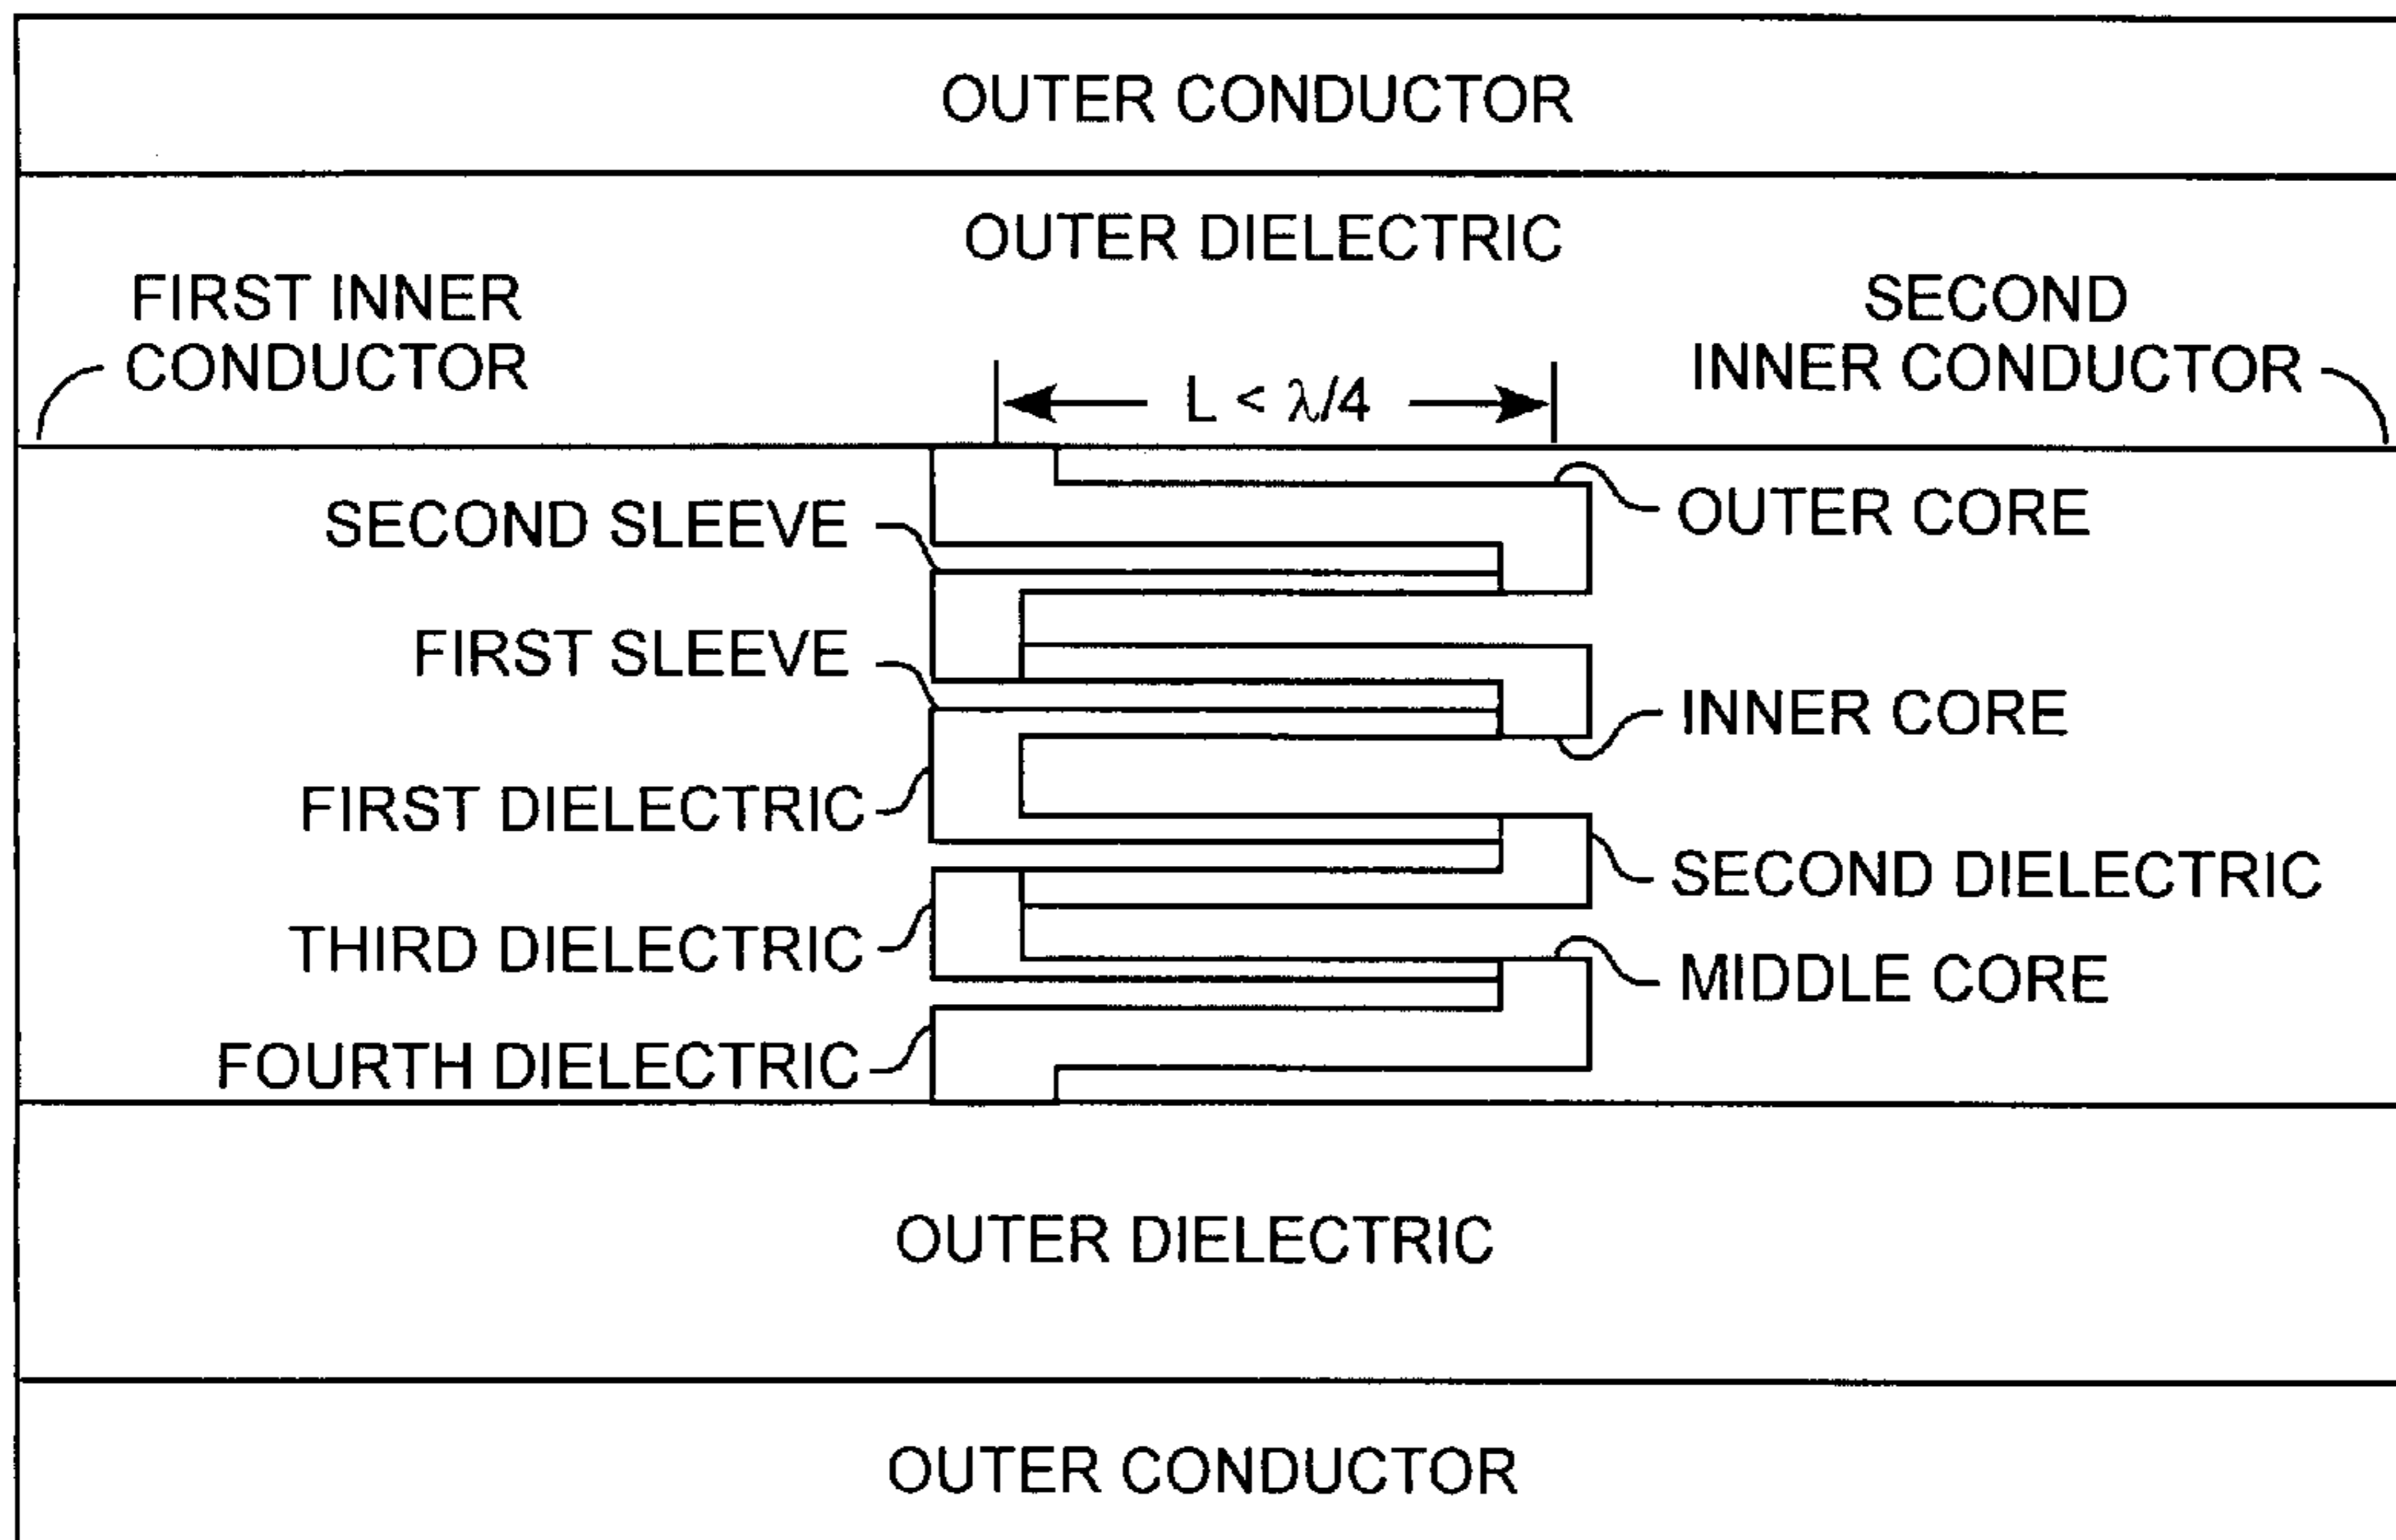 OUTER CONDUCTOR
OUTER DIELECTRIC
FIRST INNER
CONDUCTOR
SECOND
INNER CONDUCTOR
L < λ/4
SECOND SLEEVE
OUTER CORE
FIRST SLEEVE
INNER CORE
FIRST DIELECTRIC
SECOND DIELECTRIC
THIRD DIELECTRIC
MIDDLE CORE
FOURTH DIELECTRIC
OUTER DIELECTRIC
OUTER CONDUCTOR